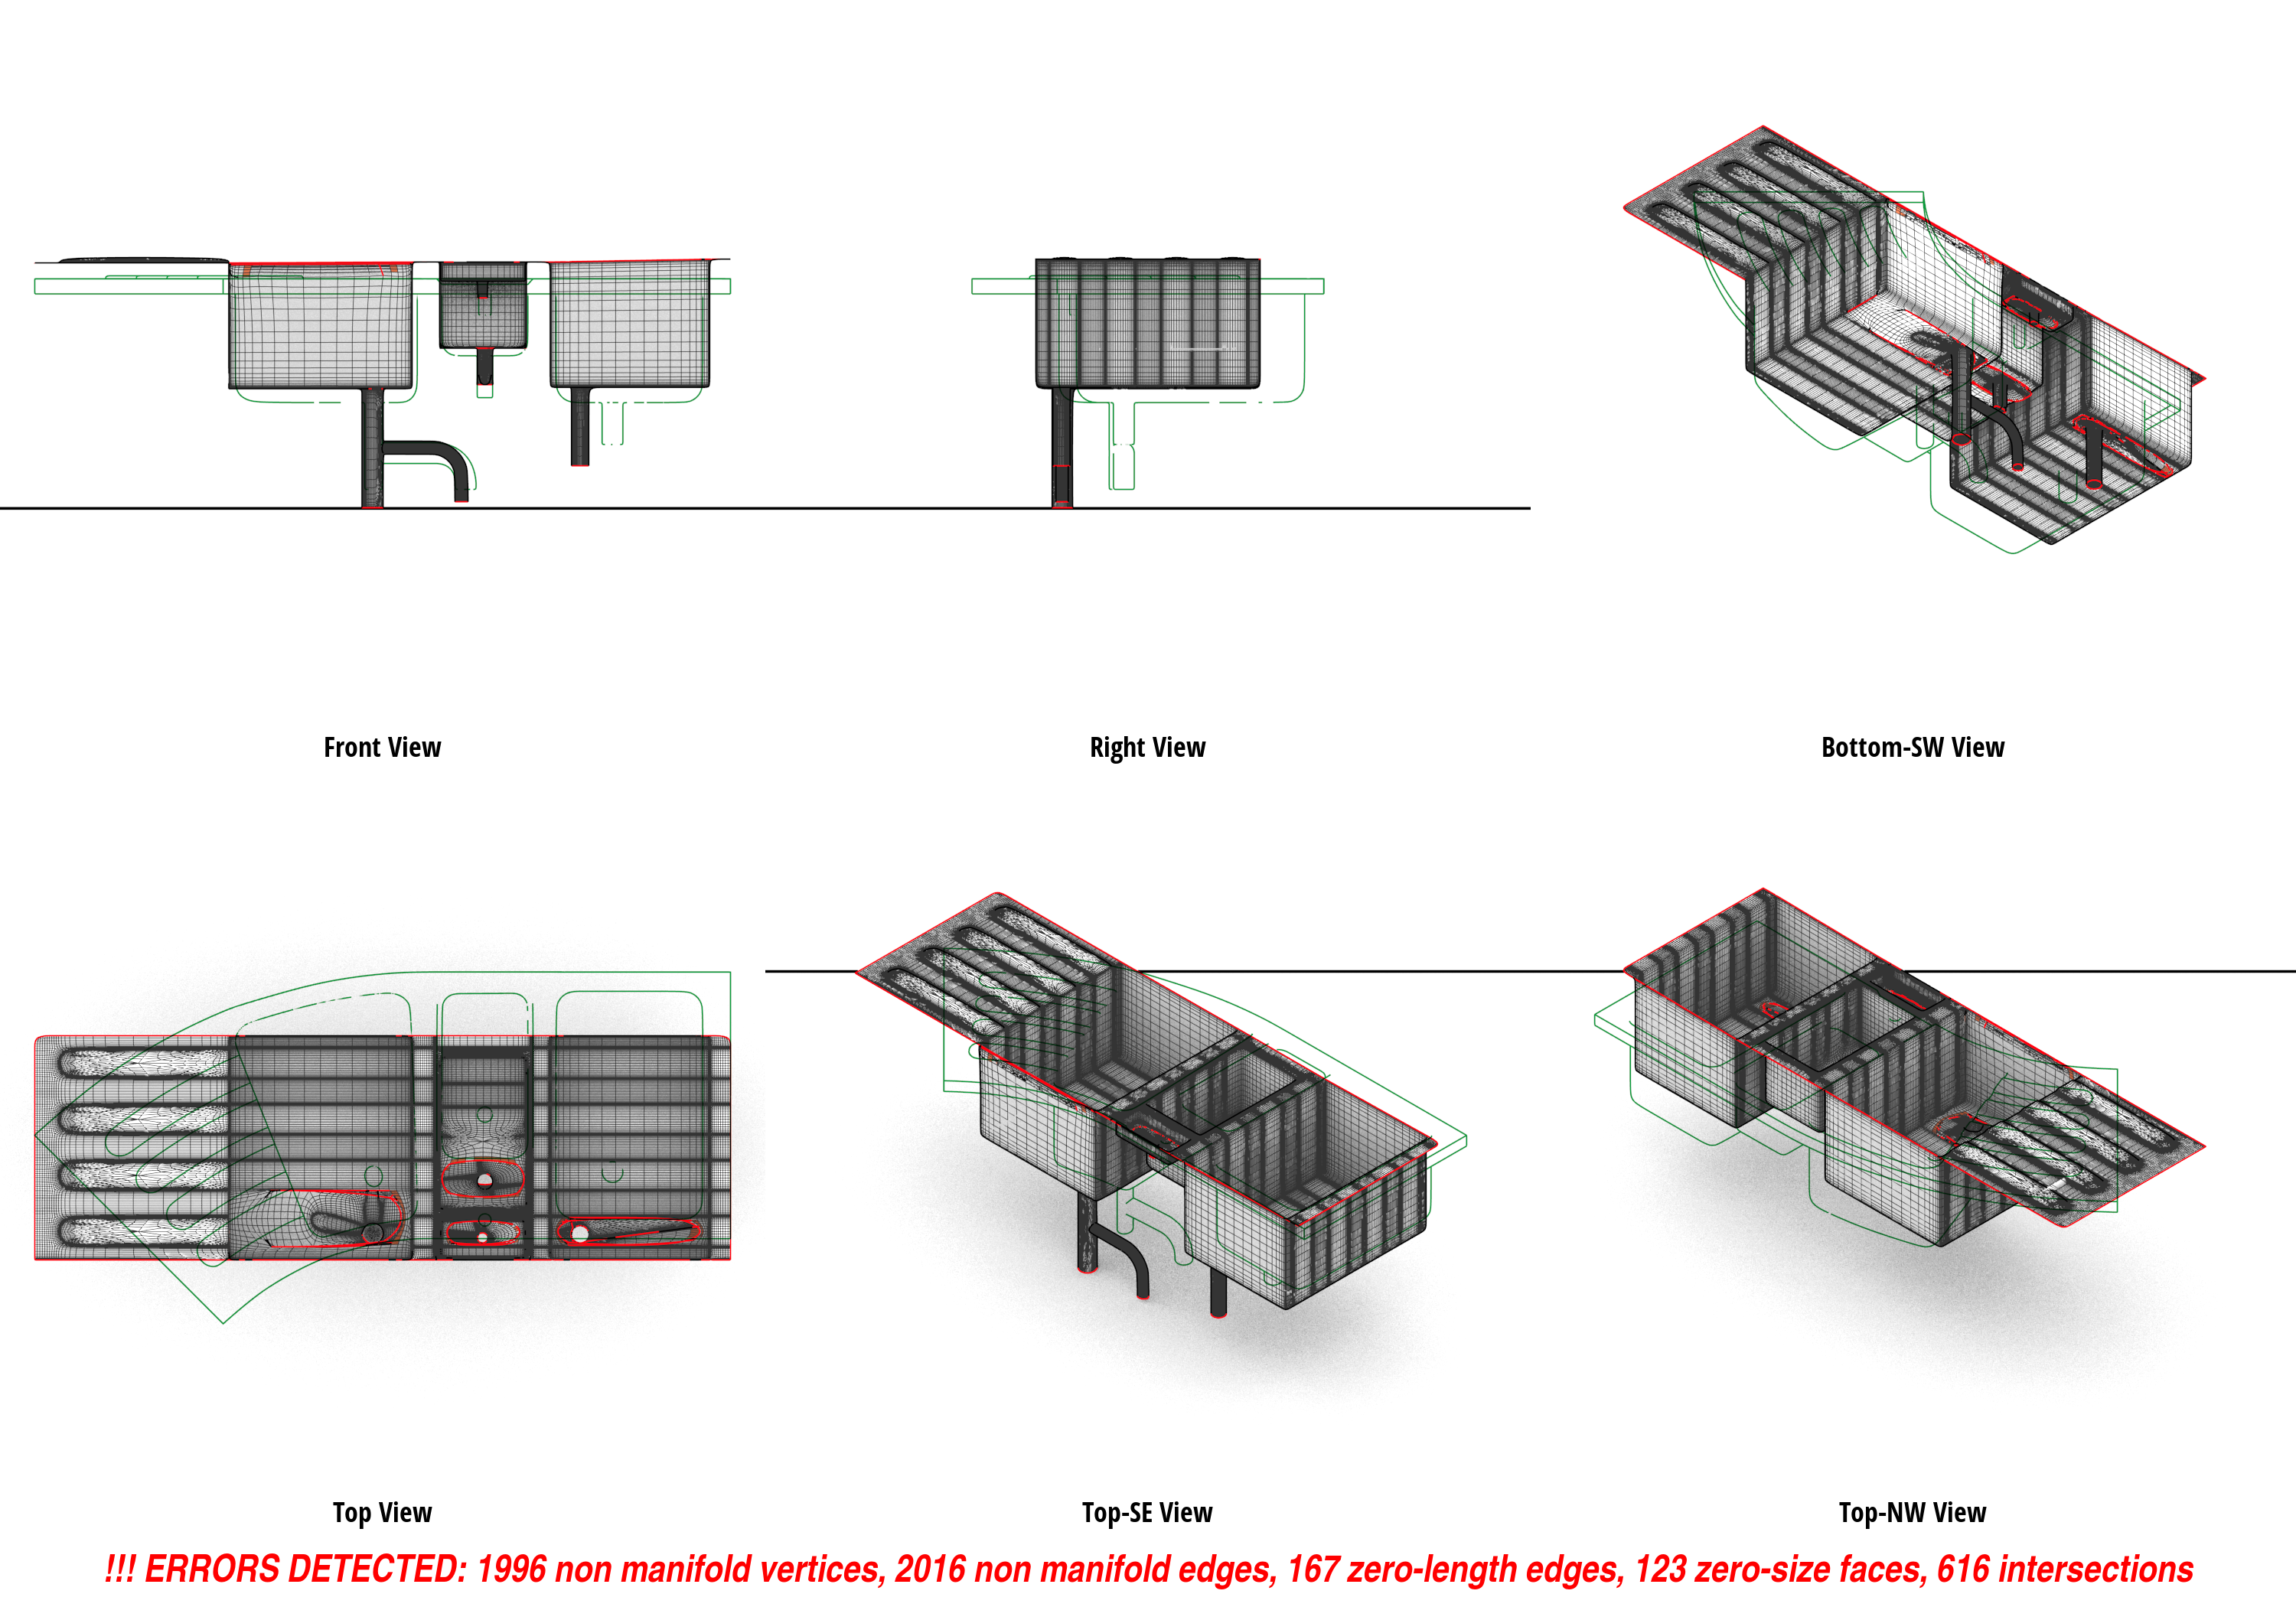 Front View
Right View
Bottom-SW View
Top View
Top-SE View
Top-NW View
!!! ERRORS DETECTED: 1996 non manifold vertices, 2016 non manifold edges, 167 zero-length edges, 123 zero-size faces, 616 intersections